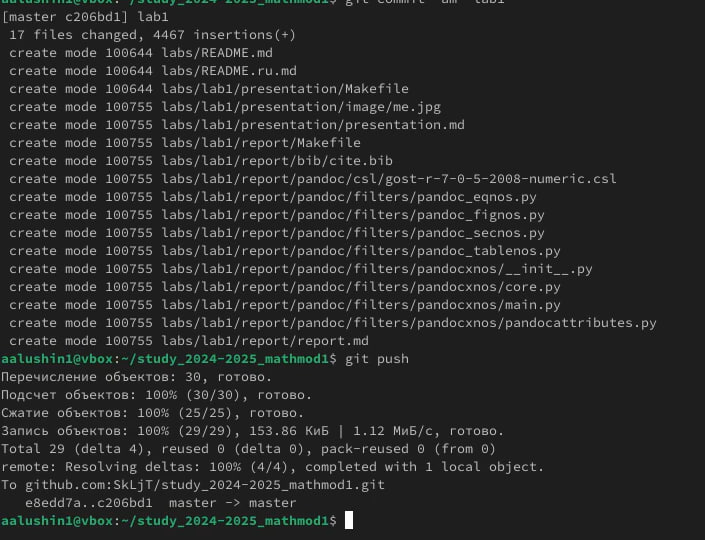 aalushin1@vbox:~/study_2024-2025_mathmod1$ git commit -am "lab1"
[master c206bd1] lab1
 17 files changed, 4467 insertions(+)
 create mode 100644 labs/README.md
 create mode 100644 labs/README.ru.md
 create mode 100644 labs/lab1/presentation/Makefile
 create mode 100755 labs/lab1/presentation/image/me.jpg
 create mode 100755 labs/lab1/presentation/presentation.md
 create mode 100755 labs/lab1/report/Makefile
 create mode 100755 labs/lab1/report/bib/cite.bib
 create mode 100755 labs/lab1/report/pandoc/csl/gost-r-7-0-5-2008-numeric.csl
 create mode 100755 labs/lab1/report/pandoc/filters/pandoc_eqnos.py
 create mode 100755 labs/lab1/report/pandoc/filters/pandoc_fignos.py
 create mode 100755 labs/lab1/report/pandoc/filters/pandoc_secnos.py
 create mode 100755 labs/lab1/report/pandoc/filters/pandoc_tablenos.py
 create mode 100755 labs/lab1/report/pandoc/filters/pandocxnos/__init__.py
 create mode 100755 labs/lab1/report/pandoc/filters/pandocxnos/core.py
 create mode 100755 labs/lab1/report/pandoc/filters/pandocxnos/main.py
 create mode 100755 labs/lab1/report/pandoc/filters/pandocxnos/pandocattributes.py
 create mode 100755 labs/lab1/report/report.md
aalushin1@vbox:~/study_2024-2025_mathmod1$ git push
Перечисление объектов: 30, готово.
Подсчет объектов: 100% (30/30), готово.
Сжатие объектов: 100% (25/25), готово.
Запись объектов: 100% (29/29), 153.86 КиБ | 1.12 МиБ/с, готово.
Total 29 (delta 4), reused 0 (delta 0), pack-reused 0 (from 0)
remote: Resolving deltas: 100% (4/4), completed with 1 local object.
To github.com:SkLjT/study_2024-2025_mathmod1.git
   e8edd7a..c206bd1  master -> master
aalushin1@vbox:~/study_2024-2025_mathmod1$